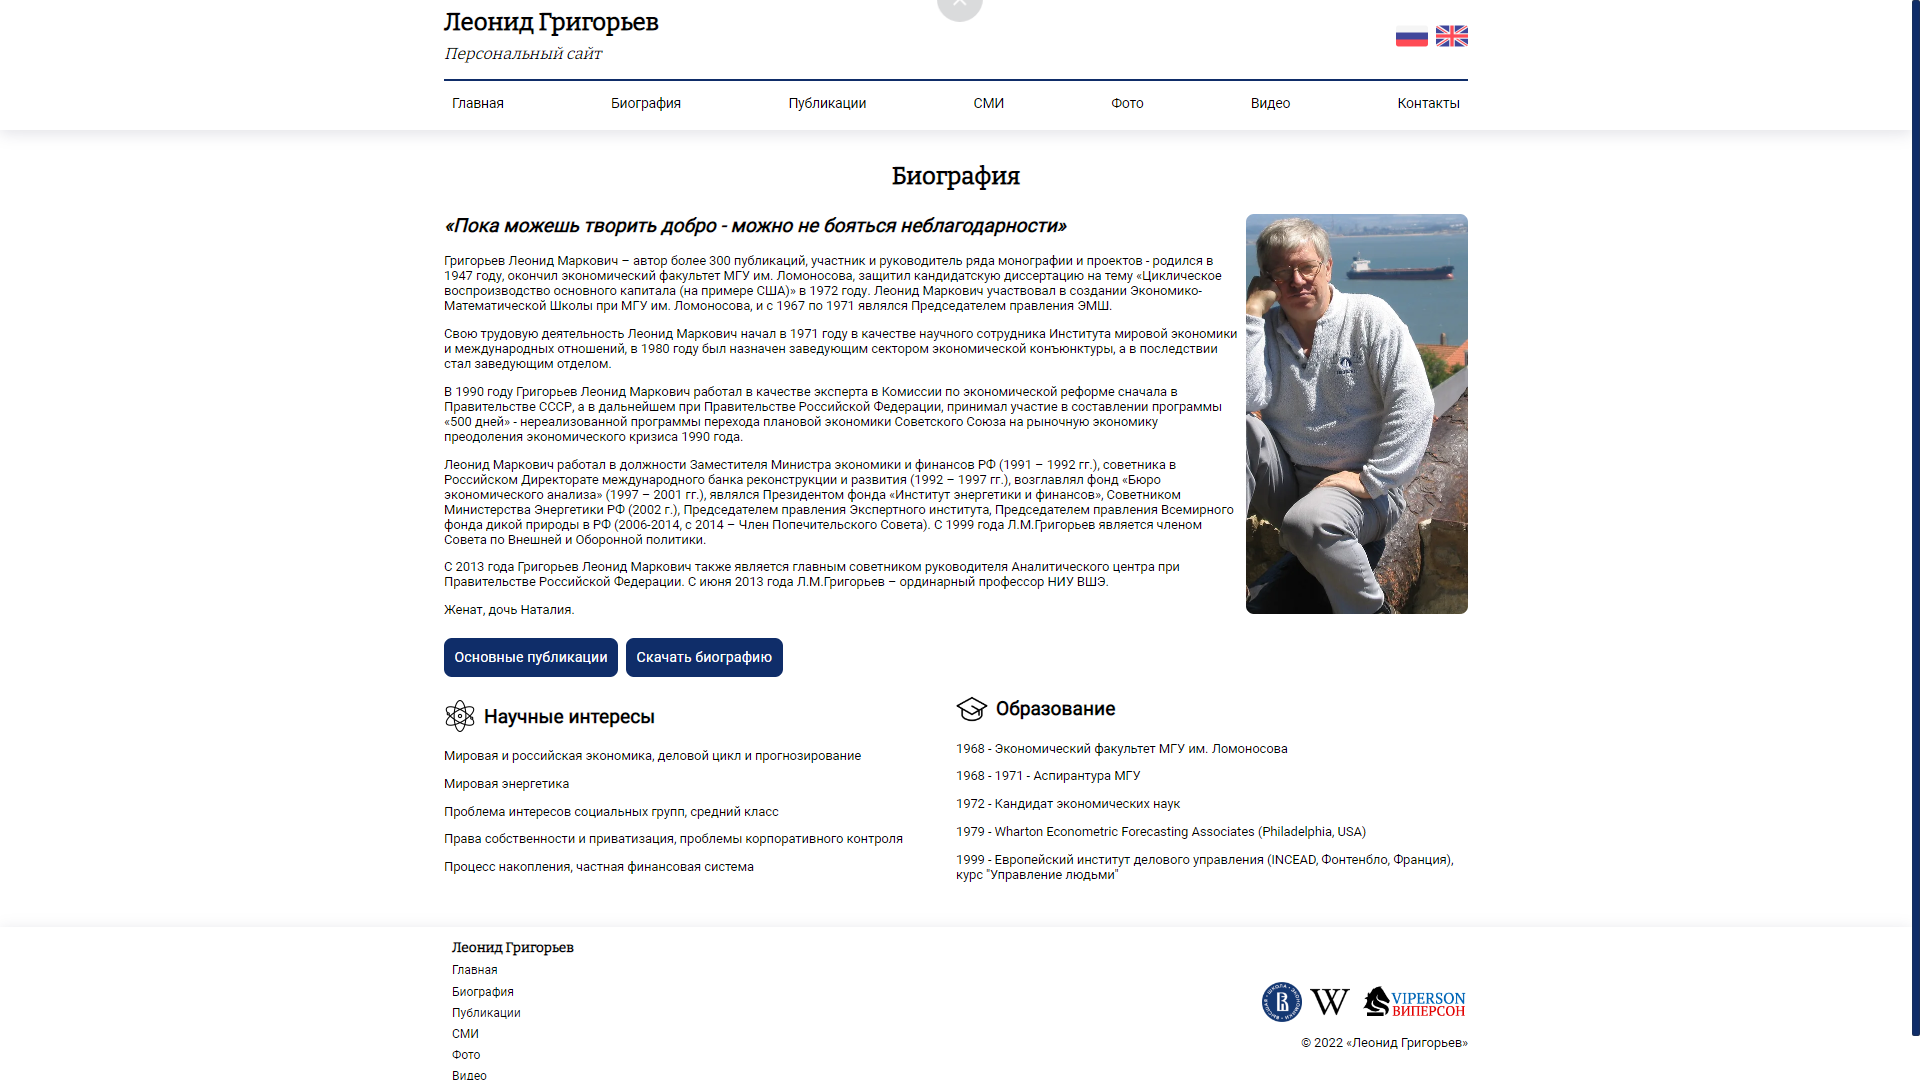 Леонид Григорьев
Персональный сайт
Главная
Биография
Публикации
СМИ
Фото
Видео
Контакты
Биография
«Пока можешь творить добро - можно не бояться неблагодарности»
Григорьев Леонид Маркович – автор более 300 публикаций, участник и руководитель ряда монографии и проектов - родился в
1947 году, окончил экономический факультет МГУ им. Ломоносова, защитил кандидатскую диссертацию на тему «Циклическое
воспроизводство основного капитала (на примере США)» в 1972 году. Леонид Маркович участвовал в создании Экономико-
Математической Школы при МГУ им. Ломоносова, и с 1967 по 1971 являлся Председателем правления ЭМШ.
Свою трудовую деятельность Леонид Маркович начал в 1971 году в качестве научного сотрудника Института мировой экономики
и международных отношений, в 1980 году был назначен заведующим сектором экономической конъюнктуры, а в последствии
стал заведующим отделом.
В 1990 году Григорьев Леонид Маркович работал в качестве эксперта в Комиссии по экономической реформе сначала в
Правительстве СССР, а в дальнейшем при Правительстве Российской Федерации, принимал участие в составлении программы
«500 дней» - нереализованной программы перехода плановой экономики Советского Союза на рыночную экономику
преодоления экономического кризиса 1990 года.
Леонид Маркович работал в должности Заместителя Министра экономики и финансов РФ (1991 – 1992 гг.), советника в
Российском Директорате международного банка реконструкции и развития (1992 – 1997 гг.), возглавлял фонд «Бюро
экономического анализа» (1997 – 2001 гг.), являлся Президентом фонда «Институт энергетики и финансов», Советником
Министерства Энергетики РФ (2002 г.), Председателем правления Экспертного института, Председателем правления Всемирного
фонда дикой природы в РФ (2006-2014, с 2014 – Член Попечительского Совета). С 1999 года Л.М.Григорьев является членом
Совета по Внешней и Оборонной политики.
С 2013 года Григорьев Леонид Маркович также является главным советником руководителя Аналитического центра при
Правительстве Российской Федерации. С июня 2013 года Л.М.Григорьев – ординарный профессор НИУ ВШЭ.
Женат, дочь Наталия.
Основные публикации
Скачать биографию
Научные интересы
Мировая и российская экономика, деловой цикл и прогнозирование
Мировая энергетика
Проблема интересов социальных групп, средний класс
Права собственности и приватизация, проблемы корпоративного контроля
Процесс накопления, частная финансовая система
Образование
1968 - Экономический факультет МГУ им. Ломоносова
1968 - 1971 - Аспирантура МГУ
1972 - Кандидат экономических наук
1979 - Wharton Econometric Forecasting Associates (Philadelphia, USA)
1999 - Европейский институт делового управления (INCEAD, Фонтенбло, Франция),
курс "Управление людьми"
Леонид Григорьев
Главная
Биография
Публикации
СМИ
Фото
Видео
W
VIPERSON
ВИПЕРСОН
© 2022 «Леонид Григорьев»